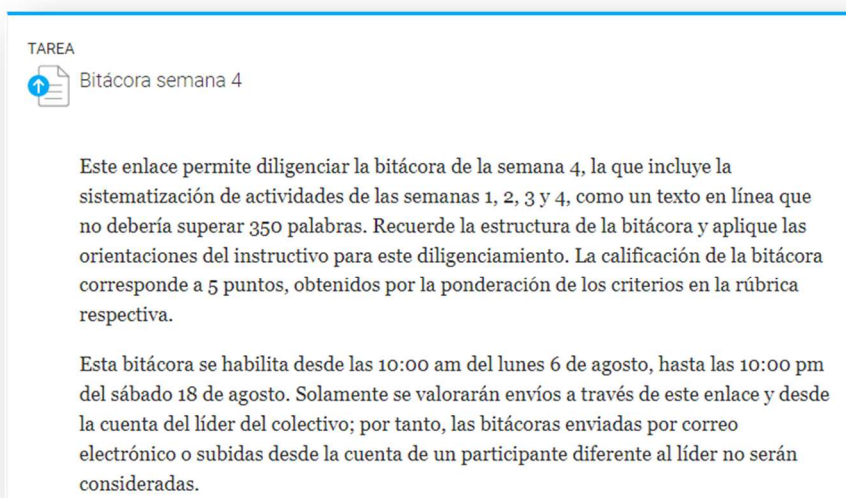 TAREA
Bitácora semana 4
Este enlace permite diligenciar la bitácora de la semana 4, la que incluye la
sistematización de actividades de las semanas 1, 2, 3 y 4, como un texto en línea que
no debería superar 350 palabras. Recuerde la estructura de la bitácora y aplique las
orientaciones del instructivo para este diligenciamiento. La calificación de la bitácora
corresponde a 5 puntos, obtenidos por la ponderación de los criterios en la rúbrica
respectiva.
Esta bitácora se habilita desde las 10:00 am del lunes 6 de agosto, hasta las 10:00 pm
del sábado 18 de agosto. Solamente se valorarán envíos a través de este enlace y desde
la cuenta del líder del colectivo; por tanto, las bitácoras enviadas por correo
electrónico o subidas desde la cuenta de un participante diferente al líder no serán
consideradas.